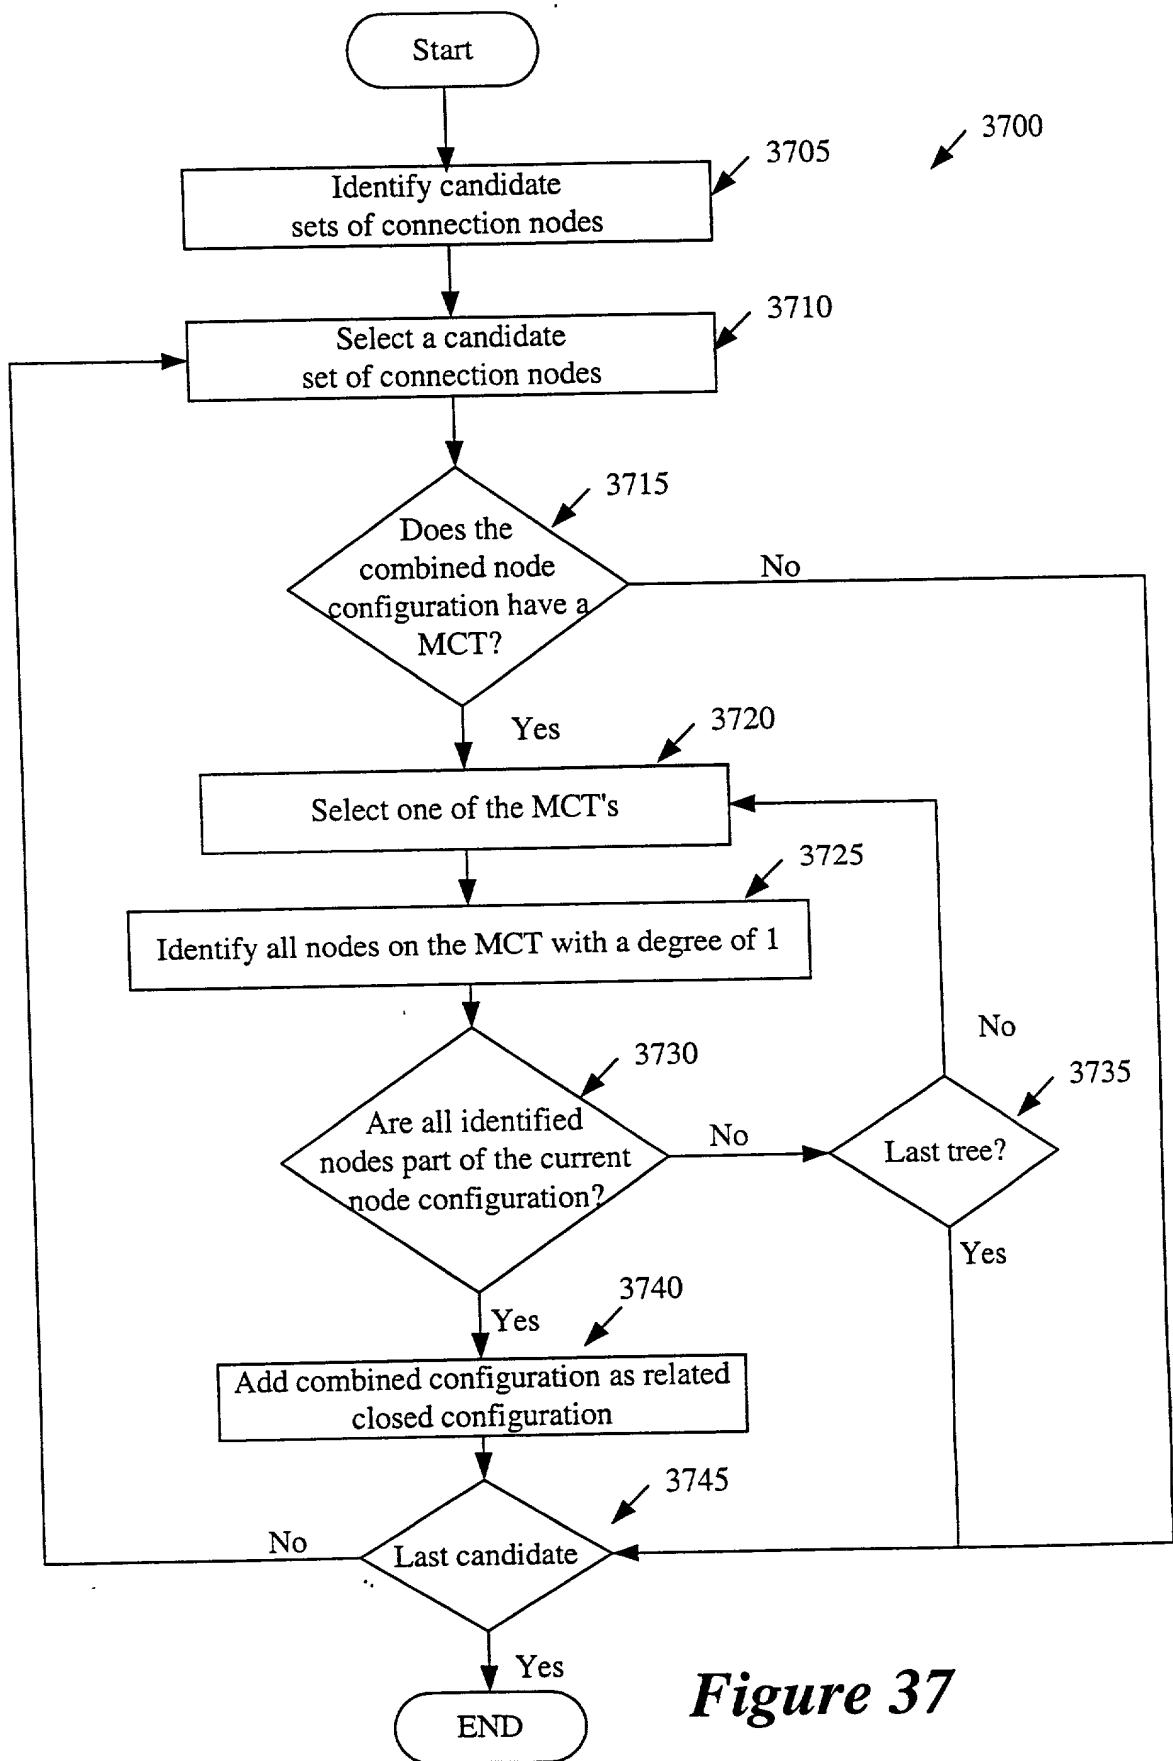 Start
3700
3705
Identify candidate
sets of connection nodes
3710
Select a candidate
set of connection nodes
3715
Does the
combined node
configuration have a
MCT?
No
Yes
3720
Select one of the MCT's
3725
Identify all nodes on the MCT with a degree of 1
3730
Are all identified
nodes part of the current
node configuration?
No
No
3735
Last tree?
Yes
Yes
3740
Add combined configuration as related
closed configuration
3745
Last candidate
No
Yes
END
Figure 37